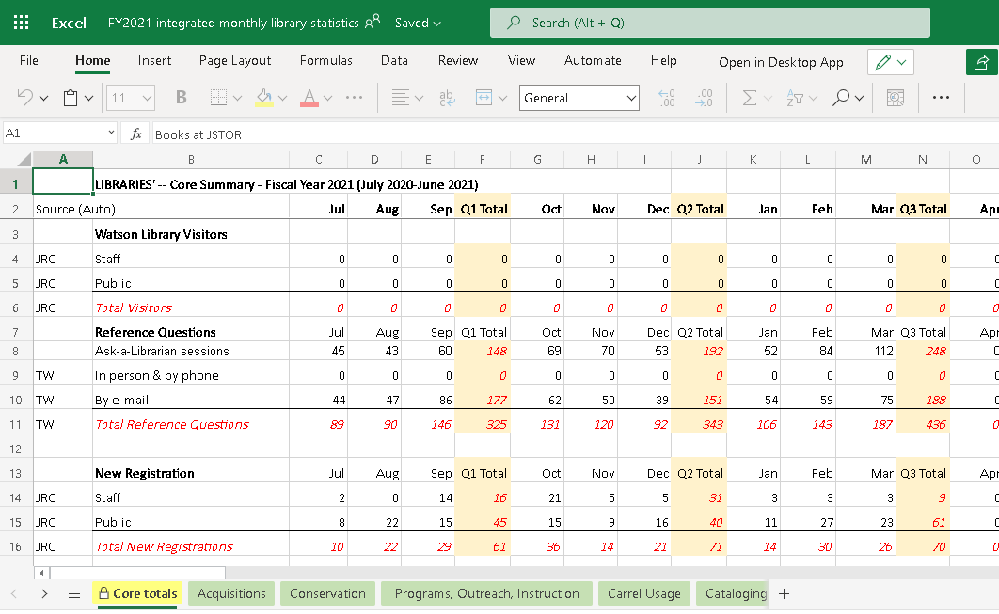 Excel FY2021 integrated monthly library statistics - Saved Search (Alt + Q)
File Home Insert Page Layout Formulas Data Review View Automate Help Open in Desktop App
11 B A ab General .00 .00
A1 fx Books at JSTOR
A B C D E F G H I J K L M N O
1 LIBRARIES' -- Core Summary - Fiscal Year 2021 (July 2020-June 2021)
2 Source (Auto) Jul Aug Sep Q1 Total Oct Nov Dec Q2 Total Jan Feb Mar Q3 Total Apr
3 Watson Library Visitors
4 JRC Staff 0 0 0 0 0 0 0 0 0 0 0 0 0
5 JRC Public 0 0 0 0 0 0 0 0 0 0 0 0 0
6 JRC Total Visitors 0 0 0 0 0 0 0 0 0 0 0 0 0
7 Reference Questions Jul Aug Sep Q1 Total Oct Nov Dec Q2 Total Jan Feb Mar Q3 Total Apr
8 Ask-a-Librarian sessions 45 43 60 148 69 70 53 192 52 84 112 248 0
9 TW In person & by phone 0 0 0 0 0 0 0 0 0 0 0 0 0
10 TW By e-mail 44 47 86 177 62 50 39 151 54 59 75 188 0
11 TW Total Reference Questions 89 90 146 325 131 120 92 343 106 143 187 436 0
12
13 New Registration Jul Aug Sep Q1 Total Oct Nov Dec Q2 Total Jan Feb Mar Q3 Total Apr
14 JRC Staff 2 0 14 16 21 5 5 31 3 3 3 9 0
15 JRC Public 8 22 15 45 15 9 16 40 11 27 23 61 0
16 JRC Total New Registrations 10 22 29 61 36 14 21 71 14 30 26 70 0
Core totals Acquisitions Conservation Programs, Outreach, Instruction Carrel Usage Cataloging